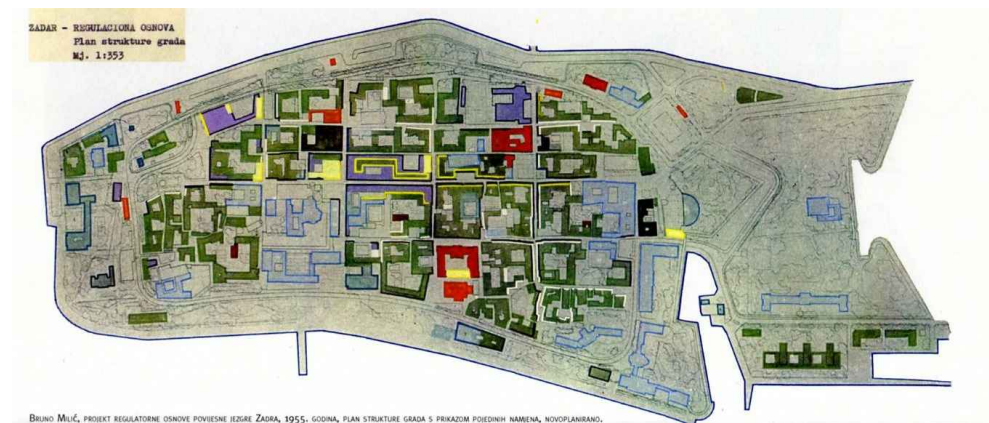 ZADAR - REGULACIONA OSNOVA
Plan strukture grada
Mj. 1:353
BRUNO MILIĆ, PROJEKT REGULATORNE OSNOVE POVIJESNE JEZGRE ZADRA, 1955. GODINA, PLAN STRUKTURE GRADA S PRIKAZOM POJEDINIH NAMJENA, NOVOPLANIRANO.